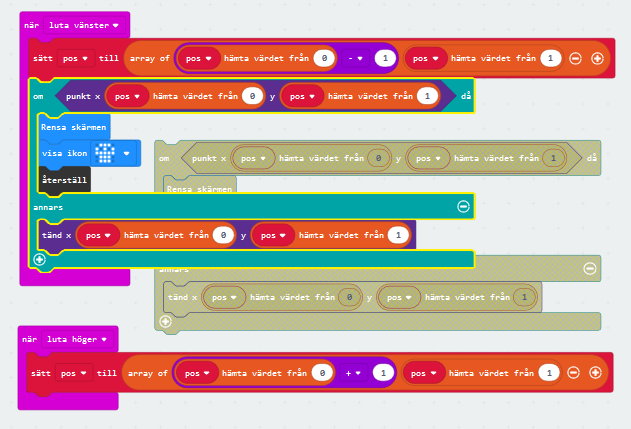 när luta vänster
sätt pos till array of pos hämta värdet från 0 - 1 pos hämta värdet från 1
om punkt x pos hämta värdet från 0 y pos hämta värdet från 1 då
Rensa skärmen
visa ikon
återställ
annars
tänd x pos hämta värdet från 0 y pos hämta värdet från 1
om punkt x pos hämta värdet från 0 y pos hämta värdet från 1 då
Rensa skärmen
annars
tänd x pos hämta värdet från 0 y pos hämta värdet från 1
när luta höger
sätt pos till array of pos hämta värdet från 0 + 1 pos hämta värdet från 1